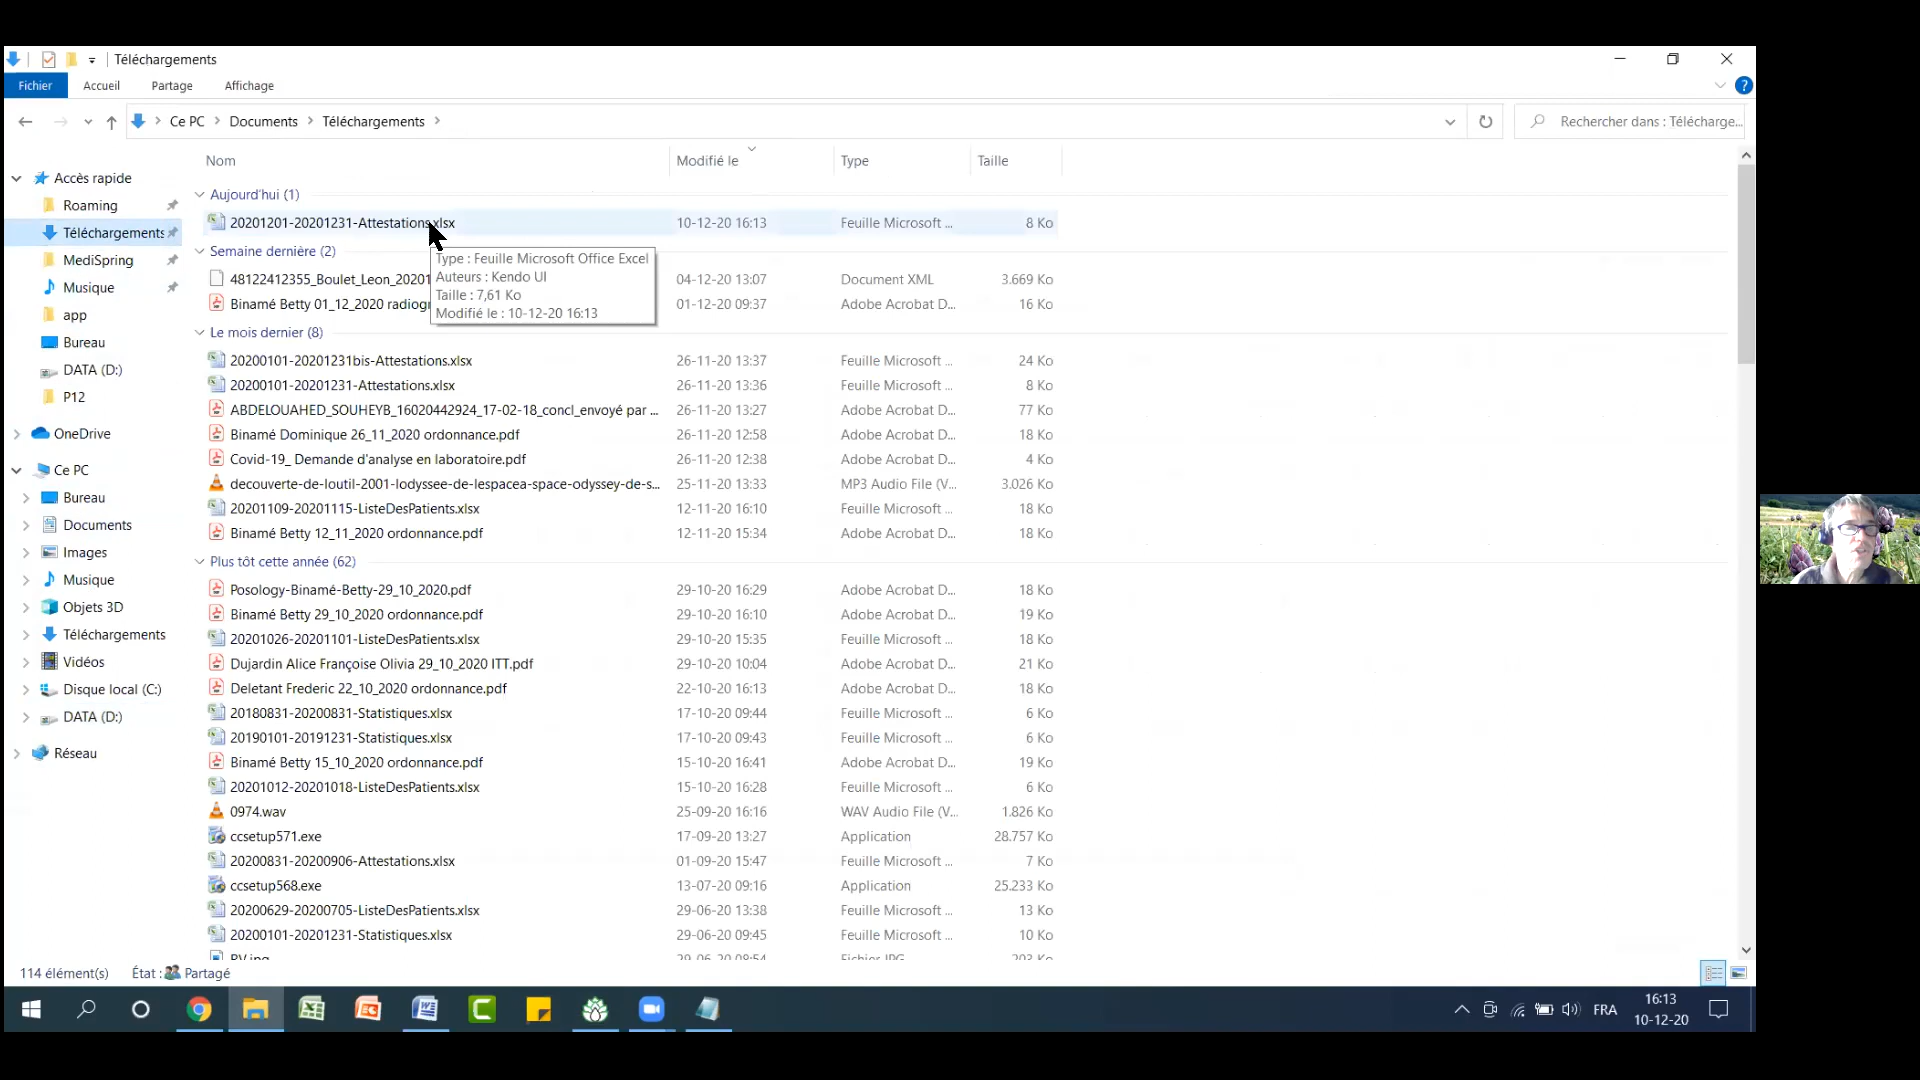 Téléchargements
Fichier Accueil Partage Affichage
Ce PC > Documents > Téléchargements > Rechercher dans : Télécharge...
Nom Modifié le Type Taille
Accès rapide
Roaming
Téléchargements
MediSpring
Musique
app
Bureau
DATA (D:)
P12
OneDrive
Ce PC
Bureau
Documents
Images
Musique
Objets 3D
Téléchargements
Vidéos
Disque local (C:)
DATA (D:)
Réseau
Aujourd'hui (1)
20201201-20201231-Attestations.xlsx 10-12-20 16:13 Feuille Microsoft ... 8 Ko
Semaine dernière (2)
48122412355_Boulet_Leon_20201 04-12-20 13:07 Document XML 3.669 Ko
Binamé Betty 01_12_2020 radiogr 01-12-20 09:37 Adobe Acrobat D... 16 Ko
Type : Feuille Microsoft Office Excel
Auteurs : Kendo UI
Taille : 7,61 Ko
Modifié le : 10-12-20 16:13
Le mois dernier (8)
20200101-20201231bis-Attestations.xlsx 26-11-20 13:37 Feuille Microsoft ... 24 Ko
20200101-20201231-Attestations.xlsx 26-11-20 13:36 Feuille Microsoft ... 8 Ko
ABDELOUAHED_SOUHEYB_16020442924_17-02-18_concl_envoyé par ... 26-11-20 13:27 Adobe Acrobat D... 77 Ko
Binamé Dominique 26_11_2020 ordonnance.pdf 26-11-20 12:58 Adobe Acrobat D... 18 Ko
Covid-19_ Demande d'analyse en laboratoire.pdf 26-11-20 12:38 Adobe Acrobat D... 4 Ko
decouverte-de-loutil-2001-lodyssee-de-lespacea-space-odyssey-de-s... 25-11-20 13:33 MP3 Audio File (V... 3.026 Ko
20201109-20201115-ListeDesPatients.xlsx 12-11-20 16:10 Feuille Microsoft ... 18 Ko
Binamé Betty 12_11_2020 ordonnance.pdf 12-11-20 15:34 Adobe Acrobat D... 18 Ko
Plus tôt cette année (62)
Posology-Binamé-Betty-29_10_2020.pdf 29-10-20 16:29 Adobe Acrobat D... 18 Ko
Binamé Betty 29_10_2020 ordonnance.pdf 29-10-20 16:10 Adobe Acrobat D... 19 Ko
20201026-20201101-ListeDesPatients.xlsx 29-10-20 15:35 Feuille Microsoft ... 18 Ko
Dujardin Alice Françoise Olivia 29_10_2020 ITT.pdf 29-10-20 10:04 Adobe Acrobat D... 21 Ko
Deletant Frederic 22_10_2020 ordonnance.pdf 22-10-20 16:13 Adobe Acrobat D... 18 Ko
20180831-20200831-Statistiques.xlsx 17-10-20 09:44 Feuille Microsoft ... 6 Ko
20190101-20191231-Statistiques.xlsx 17-10-20 09:43 Feuille Microsoft ... 6 Ko
Binamé Betty 15_10_2020 ordonnance.pdf 15-10-20 16:41 Adobe Acrobat D... 19 Ko
20201012-20201018-ListeDesPatients.xlsx 15-10-20 16:28 Feuille Microsoft ... 6 Ko
0974.wav 25-09-20 16:16 WAV Audio File (V... 1.826 Ko
ccsetup571.exe 17-09-20 13:27 Application 28.757 Ko
20200831-20200906-Attestations.xlsx 01-09-20 15:47 Feuille Microsoft ... 7 Ko
ccsetup568.exe 13-07-20 09:16 Application 25.233 Ko
20200629-20200705-ListeDesPatients.xlsx 29-06-20 13:38 Feuille Microsoft ... 13 Ko
20200101-20201231-Statistiques.xlsx 29-06-20 09:45 Feuille Microsoft ... 10 Ko
114 élément(s) État : Partagé
FRA 16:13
10-12-20